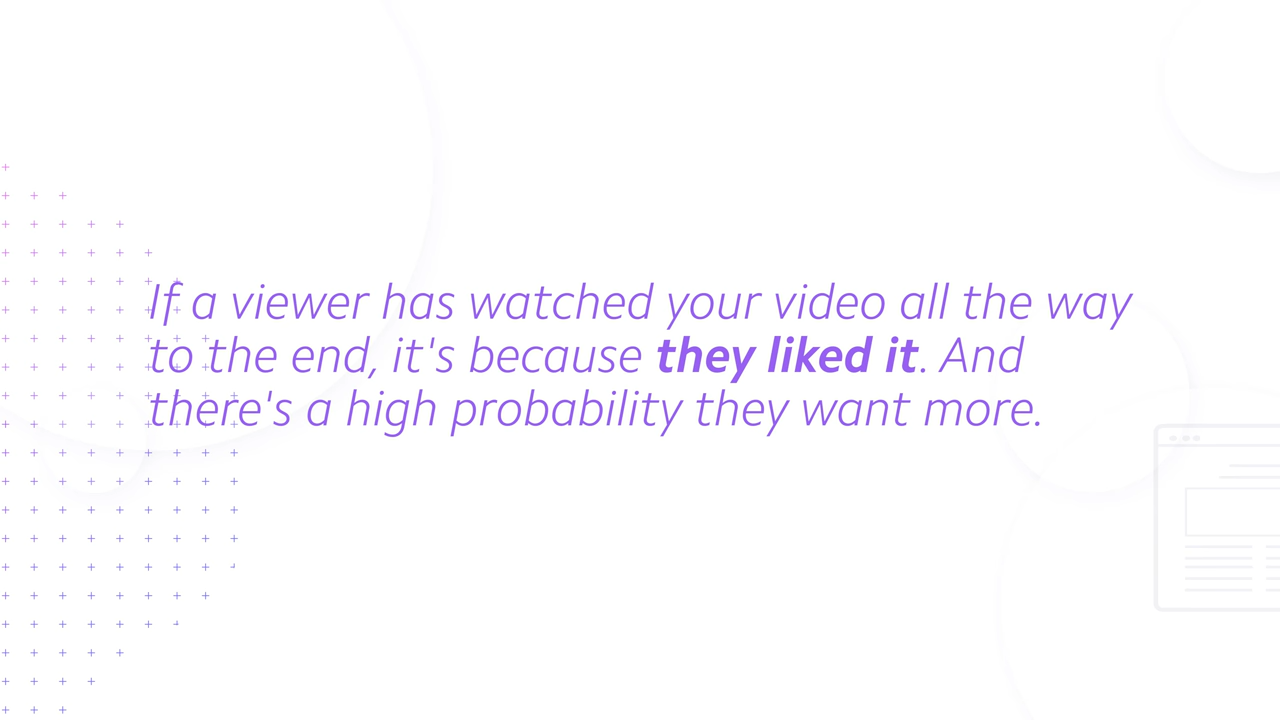 If a viewer has watched your video all the way
to the end, it's because they liked it. And
there's a high probability they want more.